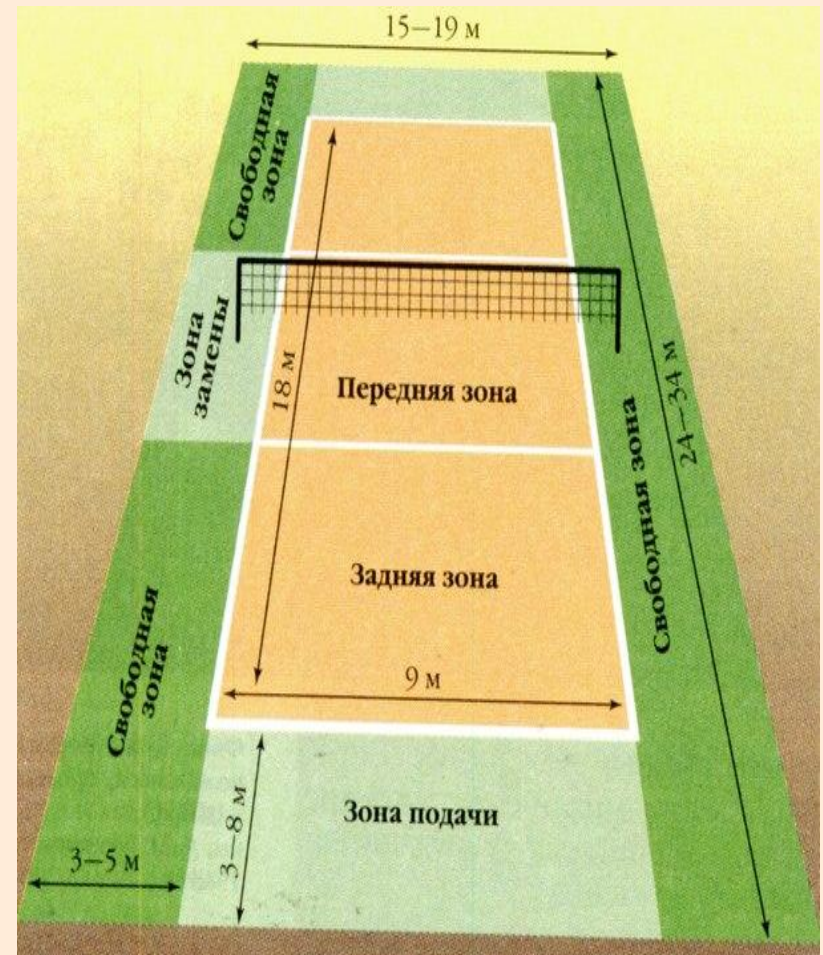 15–19 м
Свободная
зона
Зона
замены
18 м
Передняя зона
24–34 м
Свободная зона
Задняя зона
Свободная
зона
9 м
Зона подачи
3–8 м
3–5 м